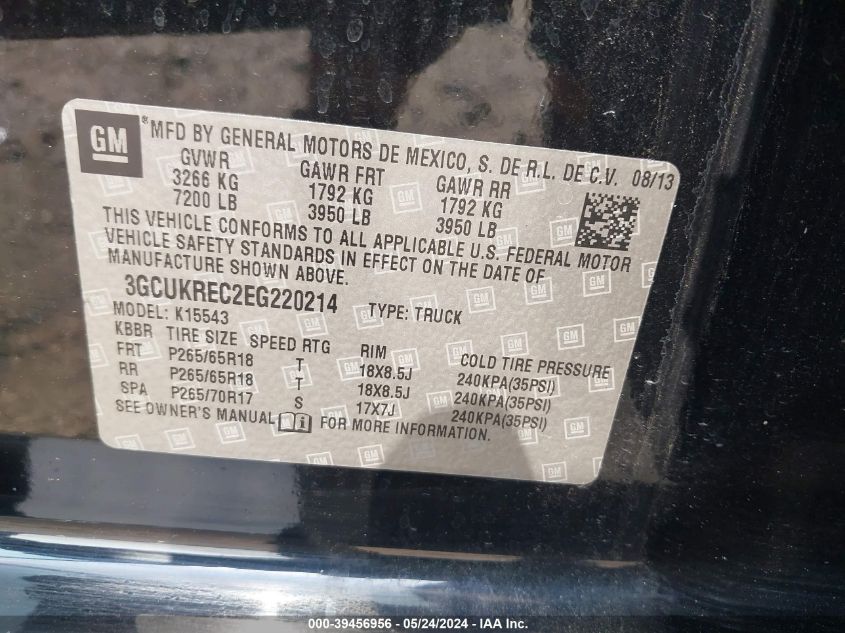 GM ® MFD BY GENERAL MOTORS DE MEXICO, S. DE R.L. DE C.V. 08/13
GVWR GAWR FRT GAWR RR
3266 KG 1792 KG 1792 KG
7200 LB 3950 LB 3950 LB
THIS VEHICLE CONFORMS TO ALL APPLICABLE U.S. FEDERAL MOTOR
VEHICLE SAFETY STANDARDS IN EFFECT ON THE DATE OF
MANUFACTURE SHOWN ABOVE.
3GCUKREC2EG220214 TYPE: TRUCK
MODEL: K15543
KBBR TIRE SIZE SPEED RTG RIM COLD TIRE PRESSURE
FRT P265/65R18 T 18X8.5J 240KPA(35PSI)
RR P265/65R18 T 18X8.5J 240KPA(35PSI)
SPA P265/70R17 S 17X7J 240KPA(35PSI)
SEE OWNER'S MANUAL FOR MORE INFORMATION.
000-39456956 - 05/24/2024 - IAA Inc.